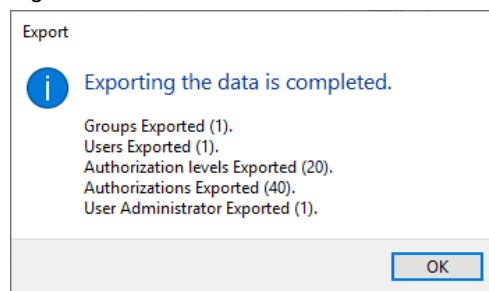 Export
Exporting the data is completed.
Groups Exported (1).
Users Exported (1).
Authorization levels Exported (20).
Authorizations Exported (40).
User Administrator Exported (1).
OK